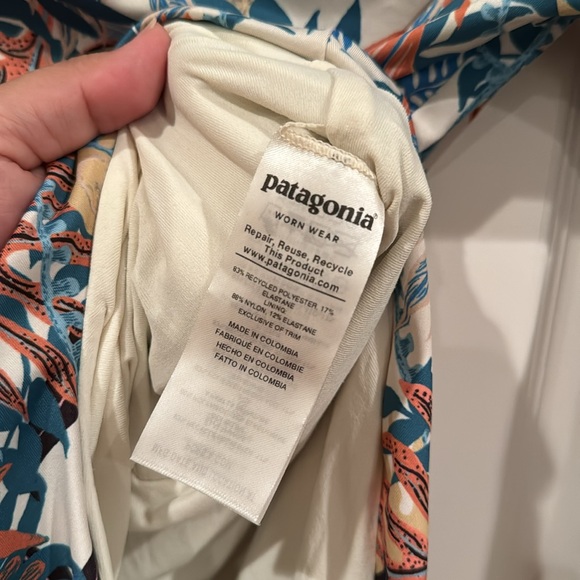 patagonia®
WORN WEAR
Repair, Reuse, Recycle
This Product
www.patagonia.com
83% RECYCLED POLYESTER, 17%
ELASTANE
LINING
88% NYLON, 12% ELASTANE
EXCLUSIVE OF TRIM
MADE IN COLOMBIA
FABRIQUÉ EN COLOMBIE
HECHO EN COLOMBIA
FATTO IN COLOMBIA